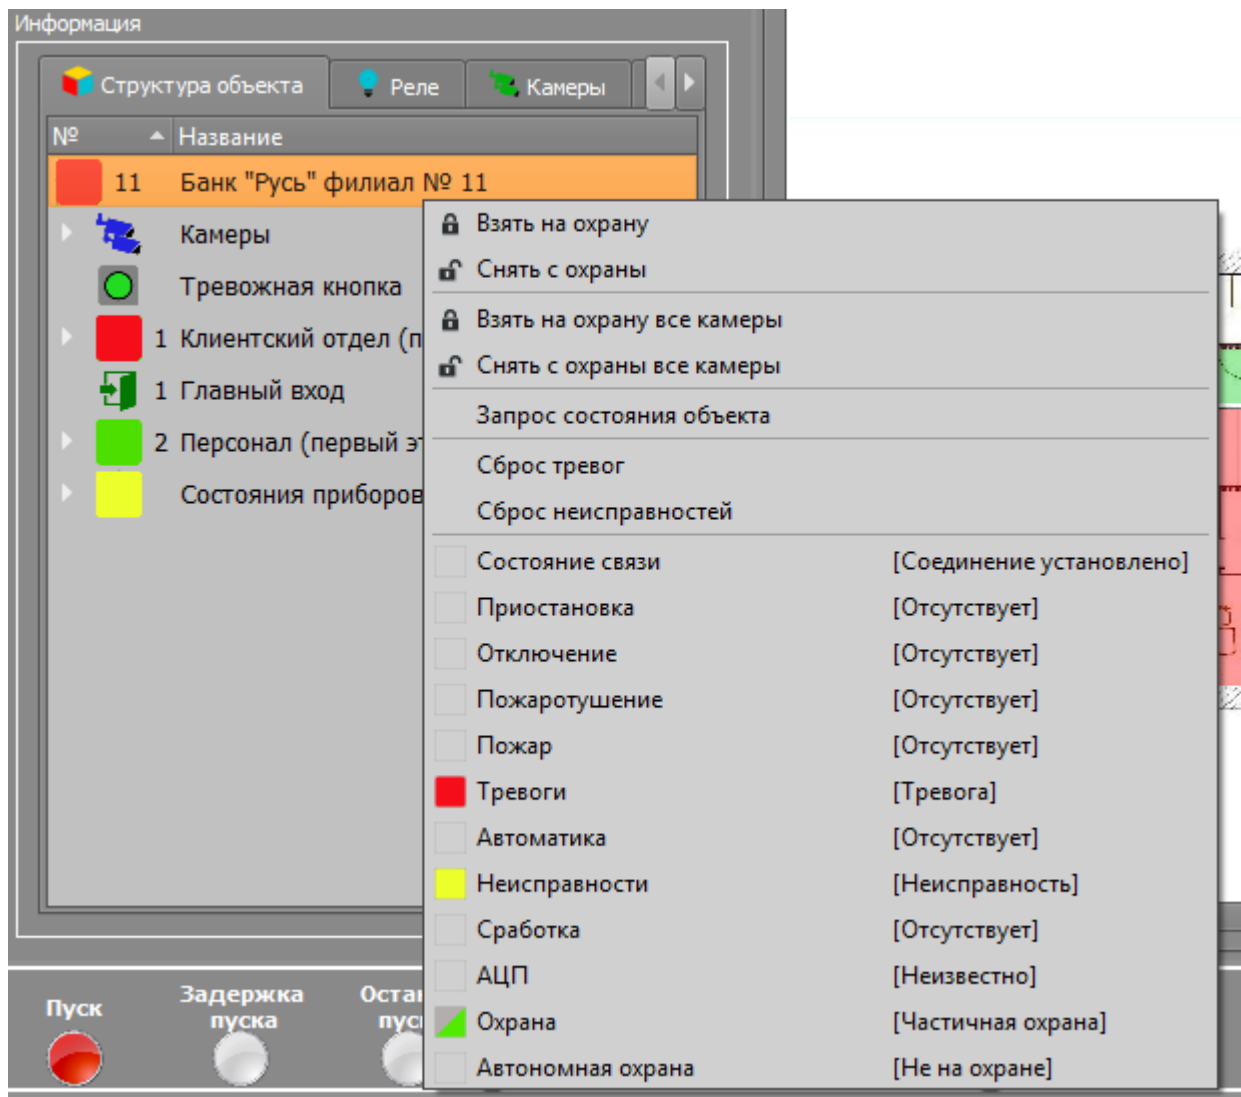 Информация
Структура объекта Реле Камеры
№ Название
11 Банк "Русь" филиал № 11
Камеры
Тревожная кнопка
1 Клиентский отдел
1 Главный вход
2 Персонал (первый
Состояния приборов
Взять на охрану
Снять с охраны
Взять на охрану все камеры
Снять с охраны все камеры
Запрос состояния объекта
Сброс тревог
Сброс неисправностей
Состояние связи [Соединение установлено]
Приостановка [Отсутствует]
Отключение [Отсутствует]
Пожаротушение [Отсутствует]
Пожар [Отсутствует]
Тревоги [Тревога]
Автоматика [Отсутствует]
Неисправности [Неисправность]
Сработка [Отсутствует]
АЦП [Неизвестно]
Охрана [Частичная охрана]
Автономная охрана [Не на охране]
Пуск
Задержка
пуска